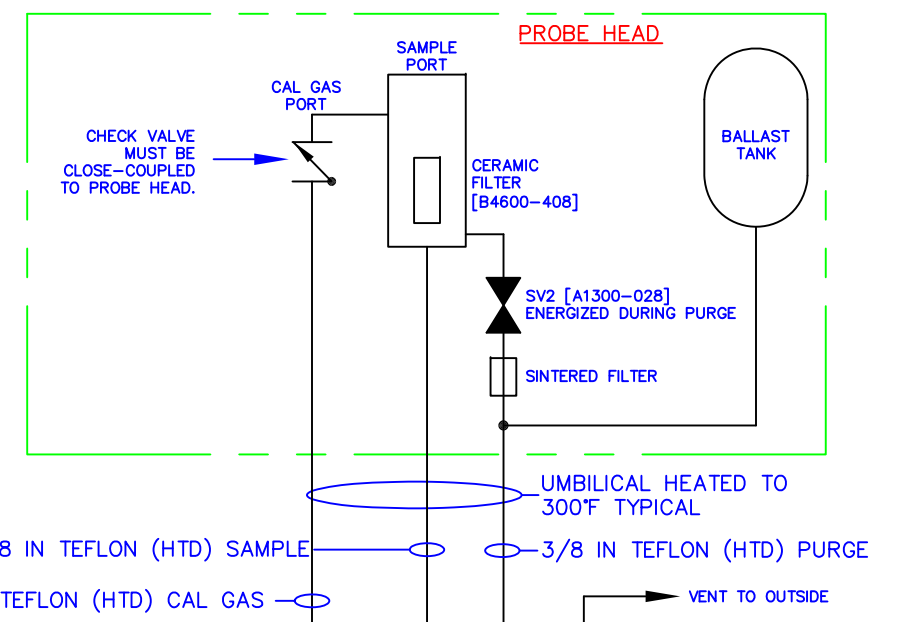 PROBE HEAD
SAMPLE
PORT
CAL GAS
PORT
CHECK VALVE
MUST BE
CLOSE-COUPLED
TO PROBE HEAD.
BALLAST
TANK
CERAMIC
FILTER
[B4600-408]
SV2 [A1300-028]
ENERGIZED DURING PURGE
SINTERED FILTER
UMBILICAL HEATED TO
300°F TYPICAL
8 IN TEFLON (HTD) SAMPLE
3/8 IN TEFLON (HTD) PURGE
TEFLON (HTD) CAL GAS
VENT TO OUTSIDE